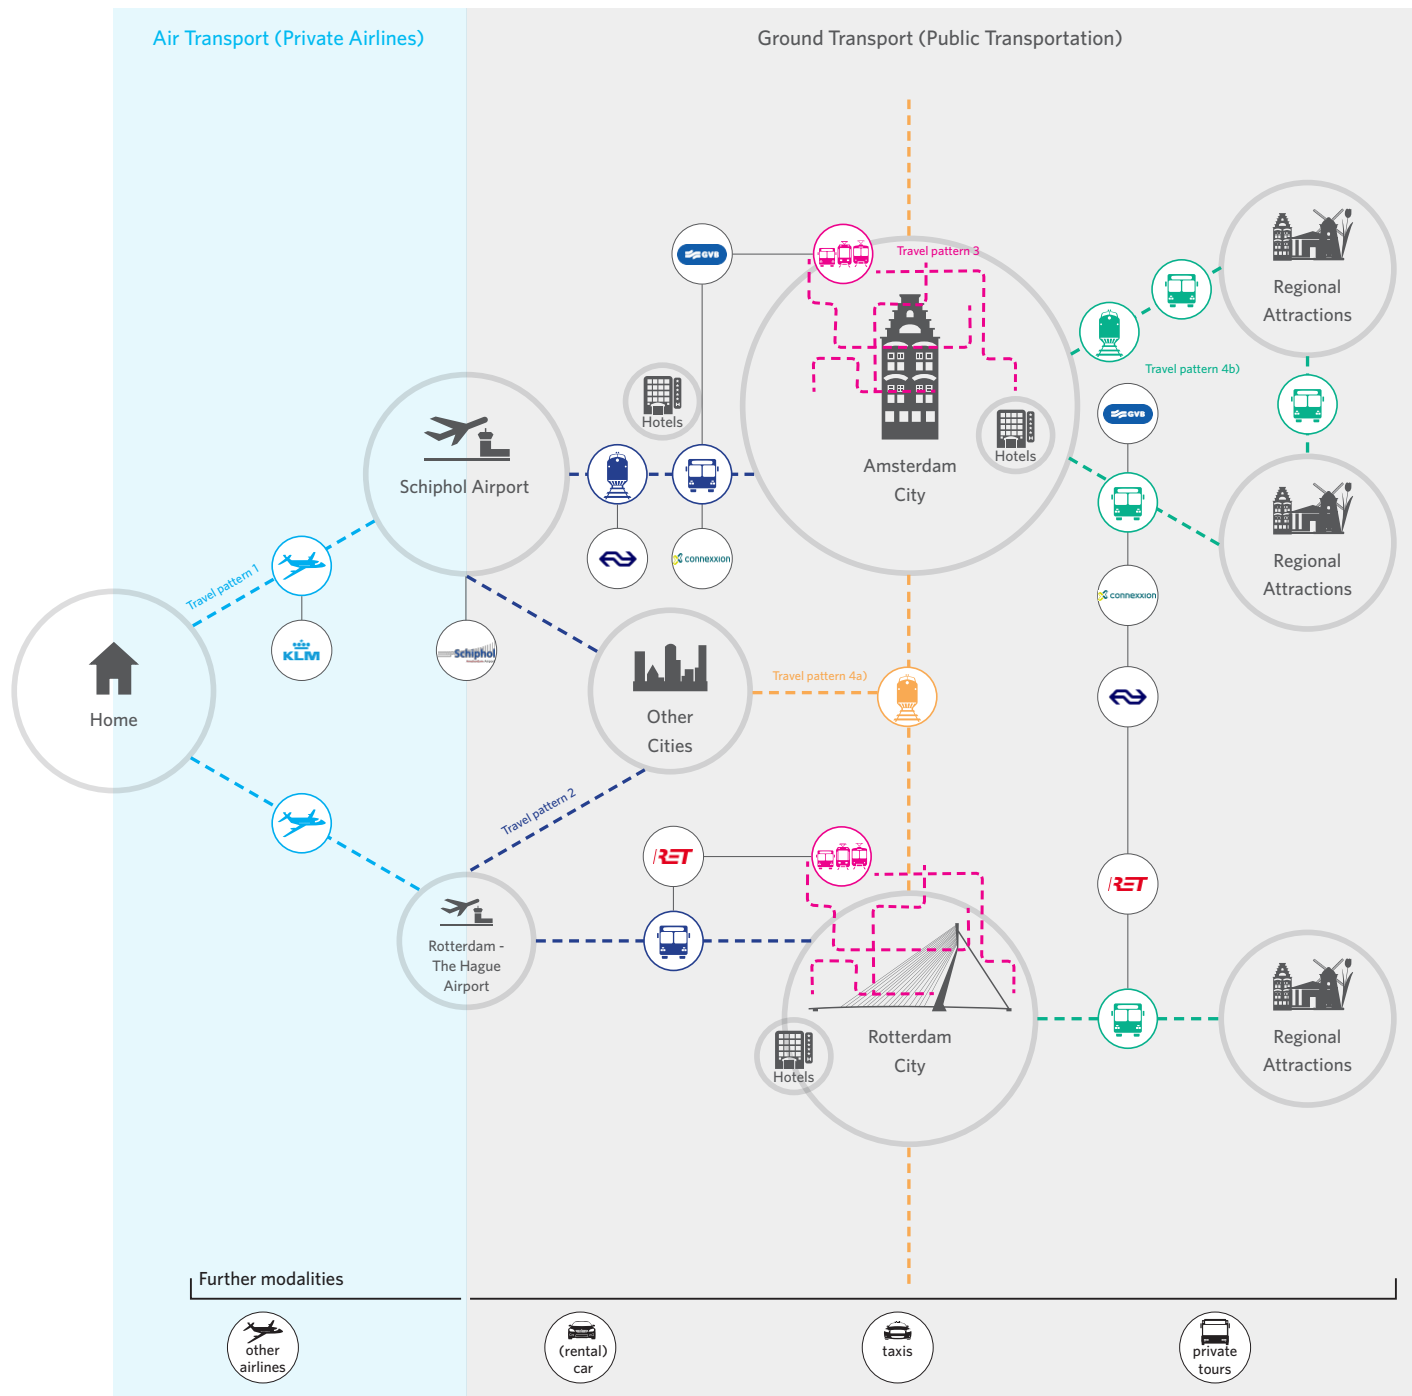 Air Transport (Private Airlines)
Ground Transport (Public Transportation)
Travel pattern 3
GVB
Regional
Attractions
Travel pattern 4b)
Hotels
GVB
Hotels
Amsterdam
City
Schiphol Airport
connexxion
Regional
Attractions
connexxion
Travel pattern 1
KLM
Schiphol
Home
Other
Cities
Travel pattern 4a)
Travel pattern 2
RET
RET
Rotterdam -
The Hague
Airport
Rotterdam
City
Hotels
Regional
Attractions
Further modalities
other
airlines
(rental)
car
taxis
private
tours